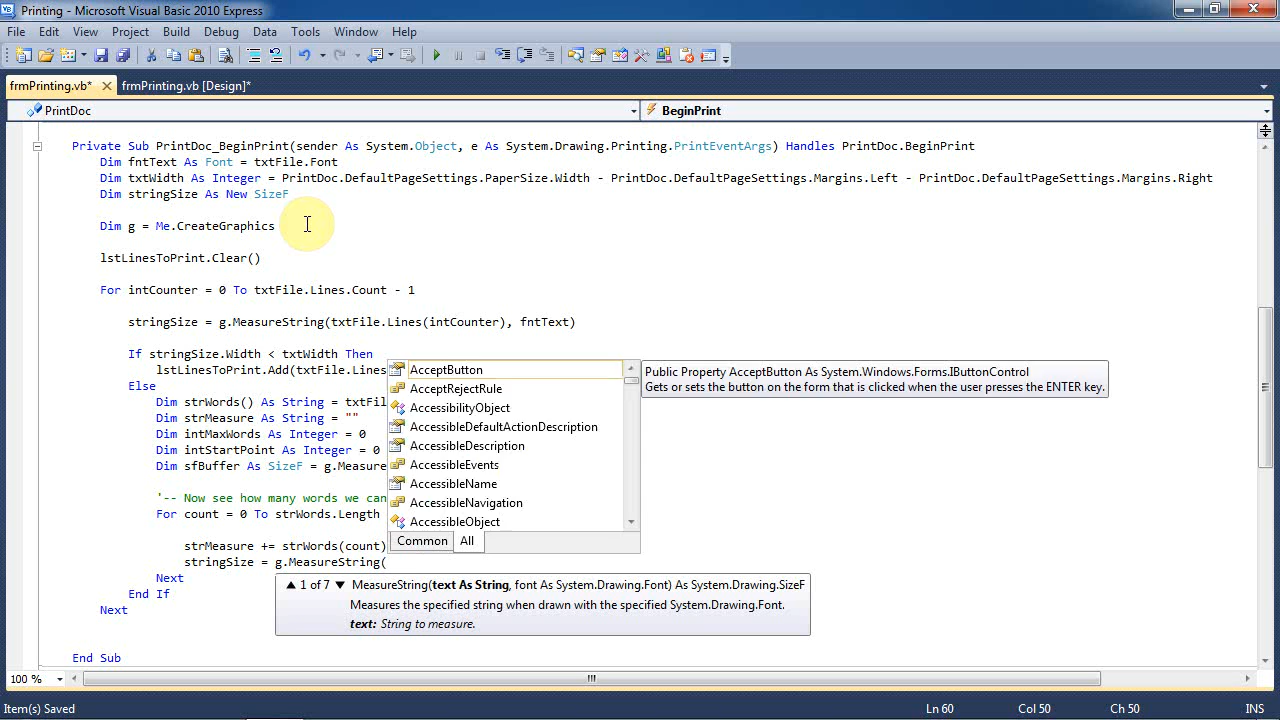 Printing - Microsoft Visual Basic 2010 Express
File Edit View Project Build Debug Data Tools Window Help
frmPrinting.vb* frmPrinting.vb [Design]*
PrintDoc BeginPrint
Private Sub PrintDoc_BeginPrint(sender As System.Object, e As System.Drawing.Printing.PrintEventArgs) Handles PrintDoc.BeginPrint
Dim fntText As Font = txtFile.Font
Dim txtWidth As Integer = PrintDoc.DefaultPageSettings.PaperSize.Width - PrintDoc.DefaultPageSettings.Margins.Left - PrintDoc.DefaultPageSettings.Margins.Right
Dim stringSize As New SizeF
Dim g = Me.CreateGraphics
lstLinesToPrint.Clear()
For intCounter = 0 To txtFile.Lines.Count - 1
stringSize = g.MeasureString(txtFile.Lines(intCounter), fntText)
If stringSize.Width < txtWidth Then
lstLinesToPrint.Add(txtFile.Lines
Else
Dim strWords() As String = txtFil
Dim strMeasure As String = ""
Dim intMaxWords As Integer = 0
Dim intStartPoint As Integer = 0
Dim sfBuffer As SizeF = g.Measure
'-- Now see how many words we can
For count = 0 To strWords.Length
strMeasure += strWords(count)
stringSize = g.MeasureString(
Next
End If
Next
End Sub
AcceptButton
AcceptRejectRule
AccessibilityObject
AccessibleDefaultActionDescription
AccessibleDescription
AccessibleEvents
AccessibleName
AccessibleNavigation
AccessibleObject
Common All
Public Property AcceptButton As System.Windows.Forms.IButtonControl
Gets or sets the button on the form that is clicked when the user presses the ENTER key.
1 of 7 MeasureString(text As String, font As System.Drawing.Font) As System.Drawing.SizeF
Measures the specified string when drawn with the specified System.Drawing.Font.
text: String to measure.
100 %
Item(s) Saved Ln 60 Col 50 Ch 50 INS